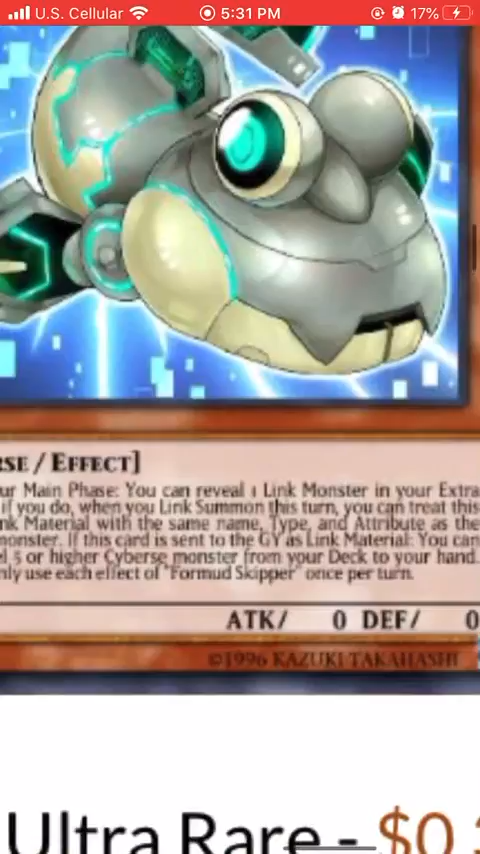 U.S. Cellular 5:31 PM 17%
RSE / EFFECT]
ur Main Phase: You can reveal 1 Link Monster in your Extra
if you do, when you Link Summon this turn, you can treat this
nk Material with the same name, Type, and Attribute as the
monster. If this card is sent to the GY as Link Material: You can
el 5 or higher Cyberse monster from your Deck to your hand.
nly use each effect of "Formud Skipper" once per turn.
ATK/ 0 DEF/ 0
©1996 KAZUKI TAKAHASHI
Ultra Rare - $0.